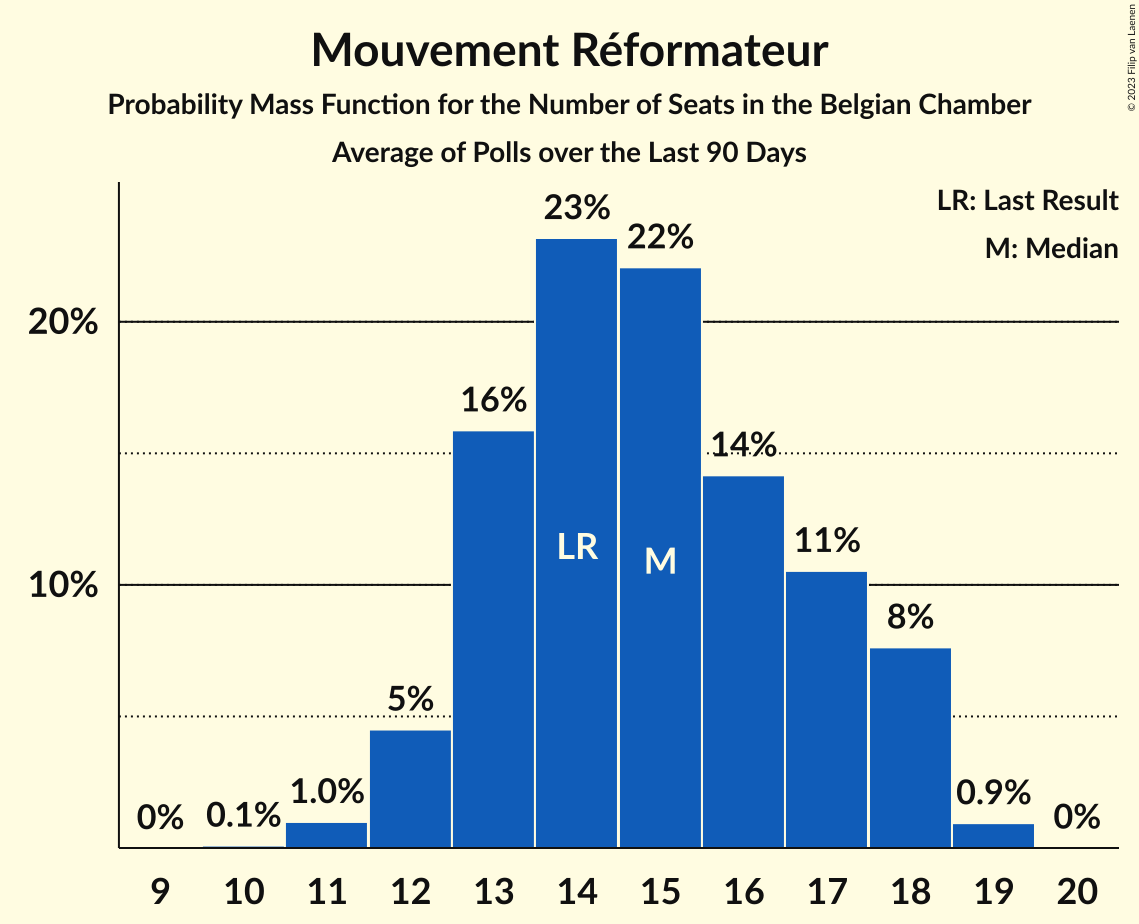 Mouvement Réformateur
Probability Mass Function for the Number of Seats in the Belgian Chamber
Average of Polls over the Last 90 Days
© 2023 Filip van Laenen
LR: Last Result
M: Median
23%
22%
20%
16%
14%
LR
M
11%
10%
8%
5%
1.0%
0.9%
0%
0.1%
0%
9 10 11 12 13 14 15 16 17 18 19 20